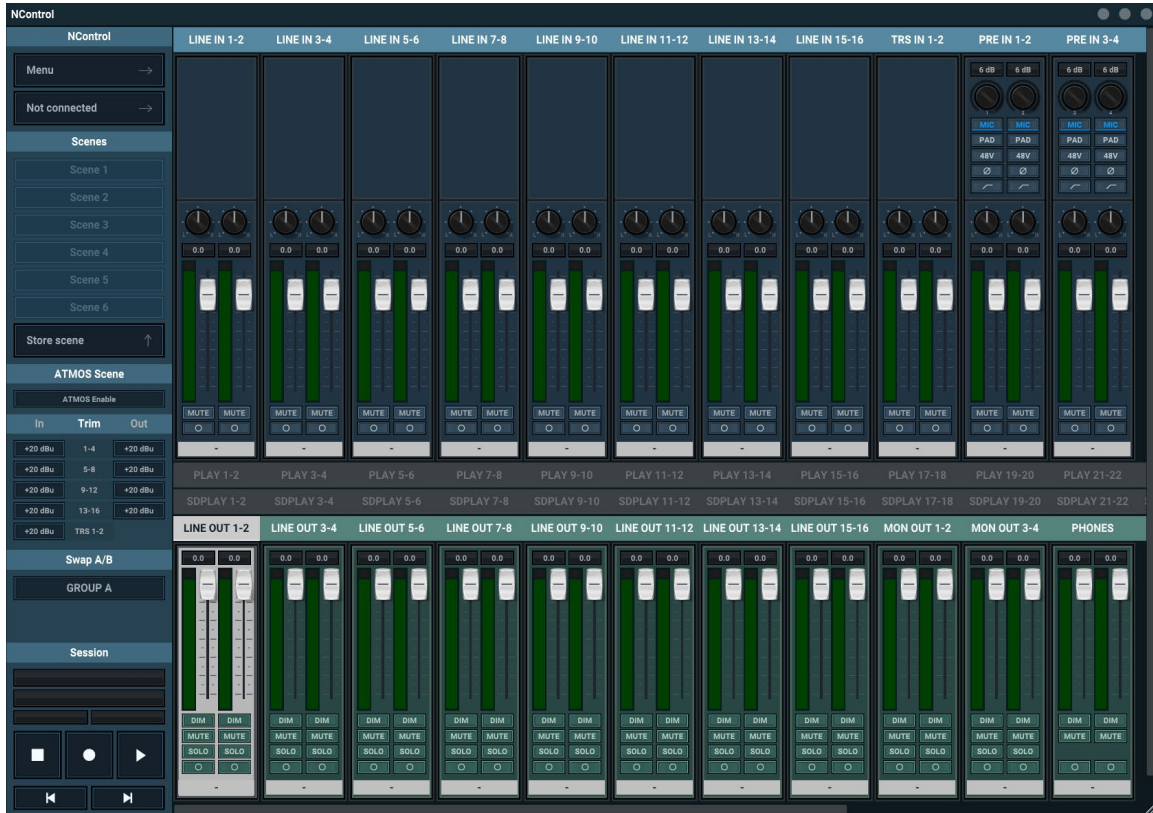 NControl
NControl
Menu
Not connected
Scenes
Scene 1
Scene 2
Scene 3
Scene 4
Scene 5
Scene 6
Store scene
ATMOS Scene
ATMOS Enable
In Trim Out
+20 dBu 1-4 +20 dBu
+20 dBu 5-8 +20 dBu
+20 dBu 9-12 +20 dBu
+20 dBu 13-16 +20 dBu
+20 dBu TRS 1-2
Swap A/B
GROUP A
Session
LINE IN 1-2 LINE IN 3-4 LINE IN 5-6 LINE IN 7-8 LINE IN 9-10 LINE IN 11-12 LINE IN 13-14 LINE IN 15-16 TRS IN 1-2 PRE IN 1-2 PRE IN 3-4
6 dB 6 dB 6 dB 6 dB
1 2 3 4
MIC MIC MIC MIC
PAD PAD PAD PAD
48V 48V 48V 48V
Ø Ø Ø Ø
L R L R L R L R L R L R L R L R L R L R L R L R L R L R L R L R L R L R L R L R L R L R
0.0 0.0 0.0 0.0 0.0 0.0 0.0 0.0 0.0 0.0 0.0 0.0 0.0 0.0 0.0 0.0 0.0 0.0 0.0 0.0 0.0 0.0
MUTE MUTE MUTE MUTE MUTE MUTE MUTE MUTE MUTE MUTE MUTE MUTE MUTE MUTE MUTE MUTE MUTE MUTE MUTE MUTE MUTE MUTE
- - - - - - - - - - -
PLAY 1-2 PLAY 3-4 PLAY 5-6 PLAY 7-8 PLAY 9-10 PLAY 11-12 PLAY 13-14 PLAY 15-16 PLAY 17-18 PLAY 19-20 PLAY 21-22
SDPLAY 1-2 SDPLAY 3-4 SDPLAY 5-6 SDPLAY 7-8 SDPLAY 9-10 SDPLAY 11-12 SDPLAY 13-14 SDPLAY 15-16 SDPLAY 17-18 SDPLAY 19-20 SDPLAY 21-22
LINE OUT 1-2 LINE OUT 3-4 LINE OUT 5-6 LINE OUT 7-8 LINE OUT 9-10 LINE OUT 11-12 LINE OUT 13-14 LINE OUT 15-16 MON OUT 1-2 MON OUT 3-4 PHONES
0.0 0.0 0.0 0.0 0.0 0.0 0.0 0.0 0.0 0.0 0.0 0.0 0.0 0.0 0.0 0.0 0.0 0.0 0.0 0.0 0.0 0.0
DIM DIM DIM DIM DIM DIM DIM DIM DIM DIM DIM DIM DIM DIM DIM DIM DIM DIM DIM DIM DIM DIM
MUTE MUTE MUTE MUTE MUTE MUTE MUTE MUTE MUTE MUTE MUTE MUTE MUTE MUTE MUTE MUTE MUTE MUTE MUTE MUTE MUTE MUTE
SOLO SOLO SOLO SOLO SOLO SOLO SOLO SOLO SOLO SOLO SOLO SOLO SOLO SOLO SOLO SOLO SOLO SOLO SOLO SOLO
- - - - - - - - - - -